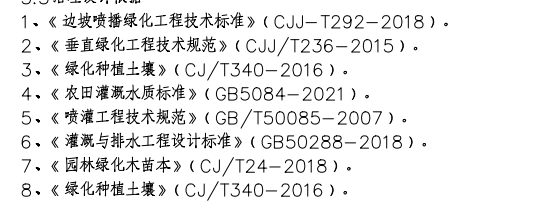 1、《边坡喷播绿化工程技术标准》(CJJ-T292-2018)。
2、《垂直绿化工程技术规范》(CJJ/T236-2015)。
3、《绿化种植土壤》(CJ/T340-2016)。
4、《农田灌溉水质标准》(GB5084-2021)。
5、《喷灌工程技术规范》(GB/T50085-2007)。
6、《灌溉与排水工程设计标准》(GB50288-2018)。
7、《园林绿化木苗本》(CJ/T24-2018)。
8、《绿化种植土壤》(CJ/T340-2016)。